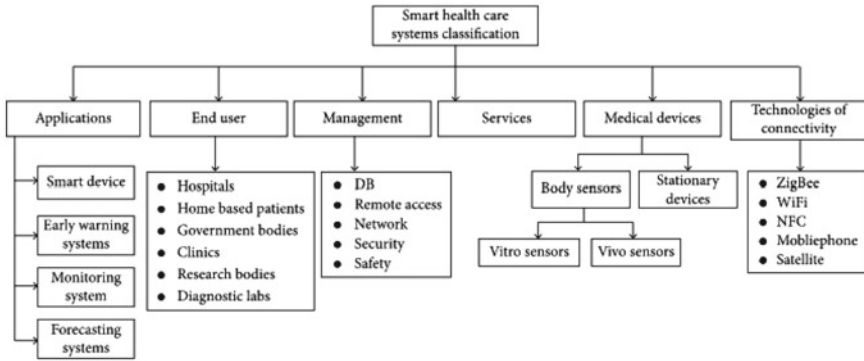 Smart health care
systems classification
Applications
End user
Management
Services
Medical devices
Technologies of
connectivity
Smart device
Early warning
systems
Monitoring
system
Forecasting
systems
● Hospitals
● Home based patients
● Government bodies
● Clinics
● Research bodies
● Diagnostic labs
● DB
● Remote access
● Network
● Security
● Safety
Body sensors
Stationary
devices
Vitro sensors
Vivo sensors
● ZigBee
● WiFi
● NFC
● Mobliephone
● Satellite